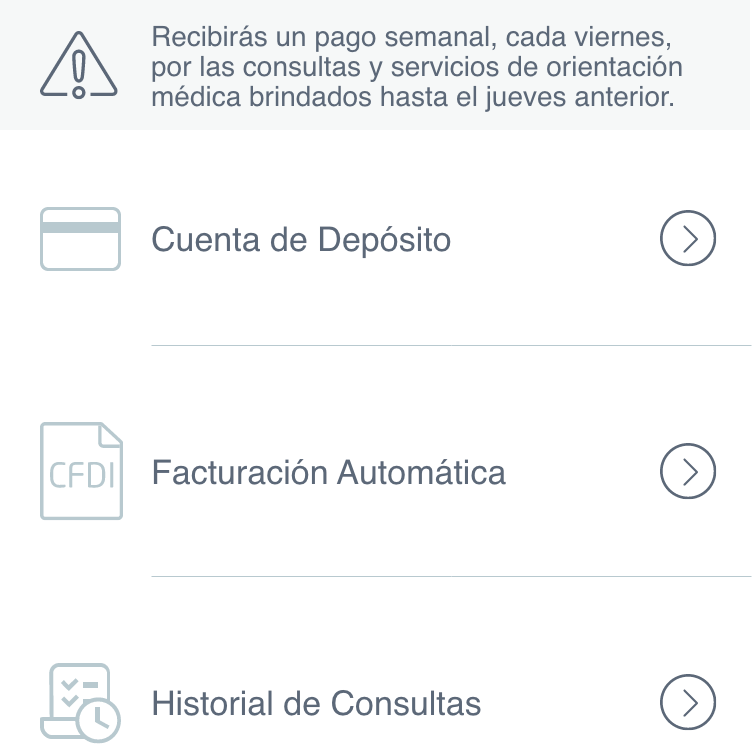 Recibirás un pago semanal, cada viernes,
por las consultas y servicios de orientación
médica brindados hasta el jueves anterior.
Cuenta de Depósito
CFDI
Facturación Automática
Historial de Consultas